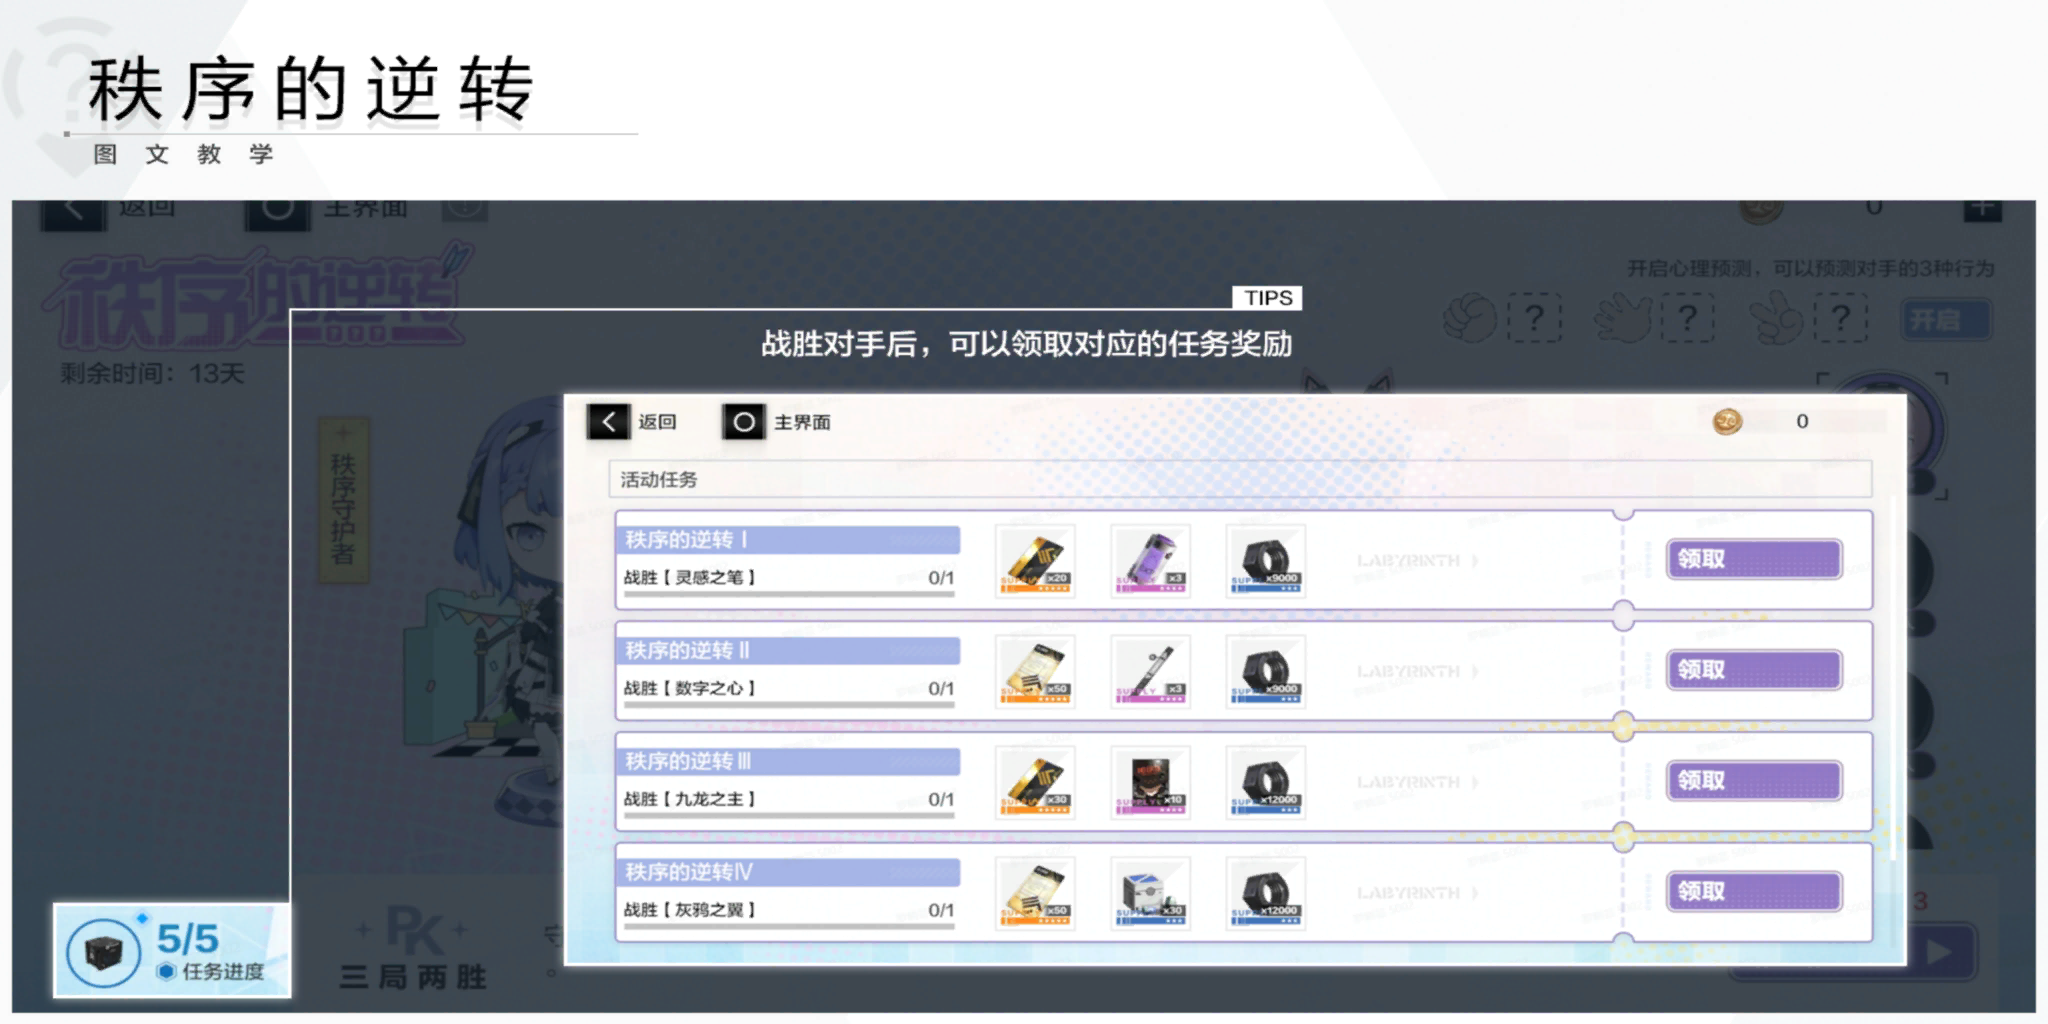 秩序的逆转
图文教学
返回
主界面
0
秩序的逆转
开启心理预测，可以预测对手的3种行为
?
?
?
开启
剩余时间：13天
TIPS
战胜对手后，可以领取对应的任务奖励
秩序守护者
返回
主界面
0
活动任务
秩序的逆转 Ⅰ
战胜【灵感之笔】
0/1
x20
x3
x9000
LABYRINTH
领取
秩序的逆转 Ⅱ
战胜【数字之心】
0/1
x50
x3
x9000
LABYRINTH
领取
秩序的逆转 Ⅲ
战胜【九龙之主】
0/1
x30
x10
x12000
LABYRINTH
领取
秩序的逆转Ⅳ
战胜【灰鸦之翼】
0/1
x50
x30
x12000
LABYRINTH
领取
5/5
任务进度
PK
三局两胜
3